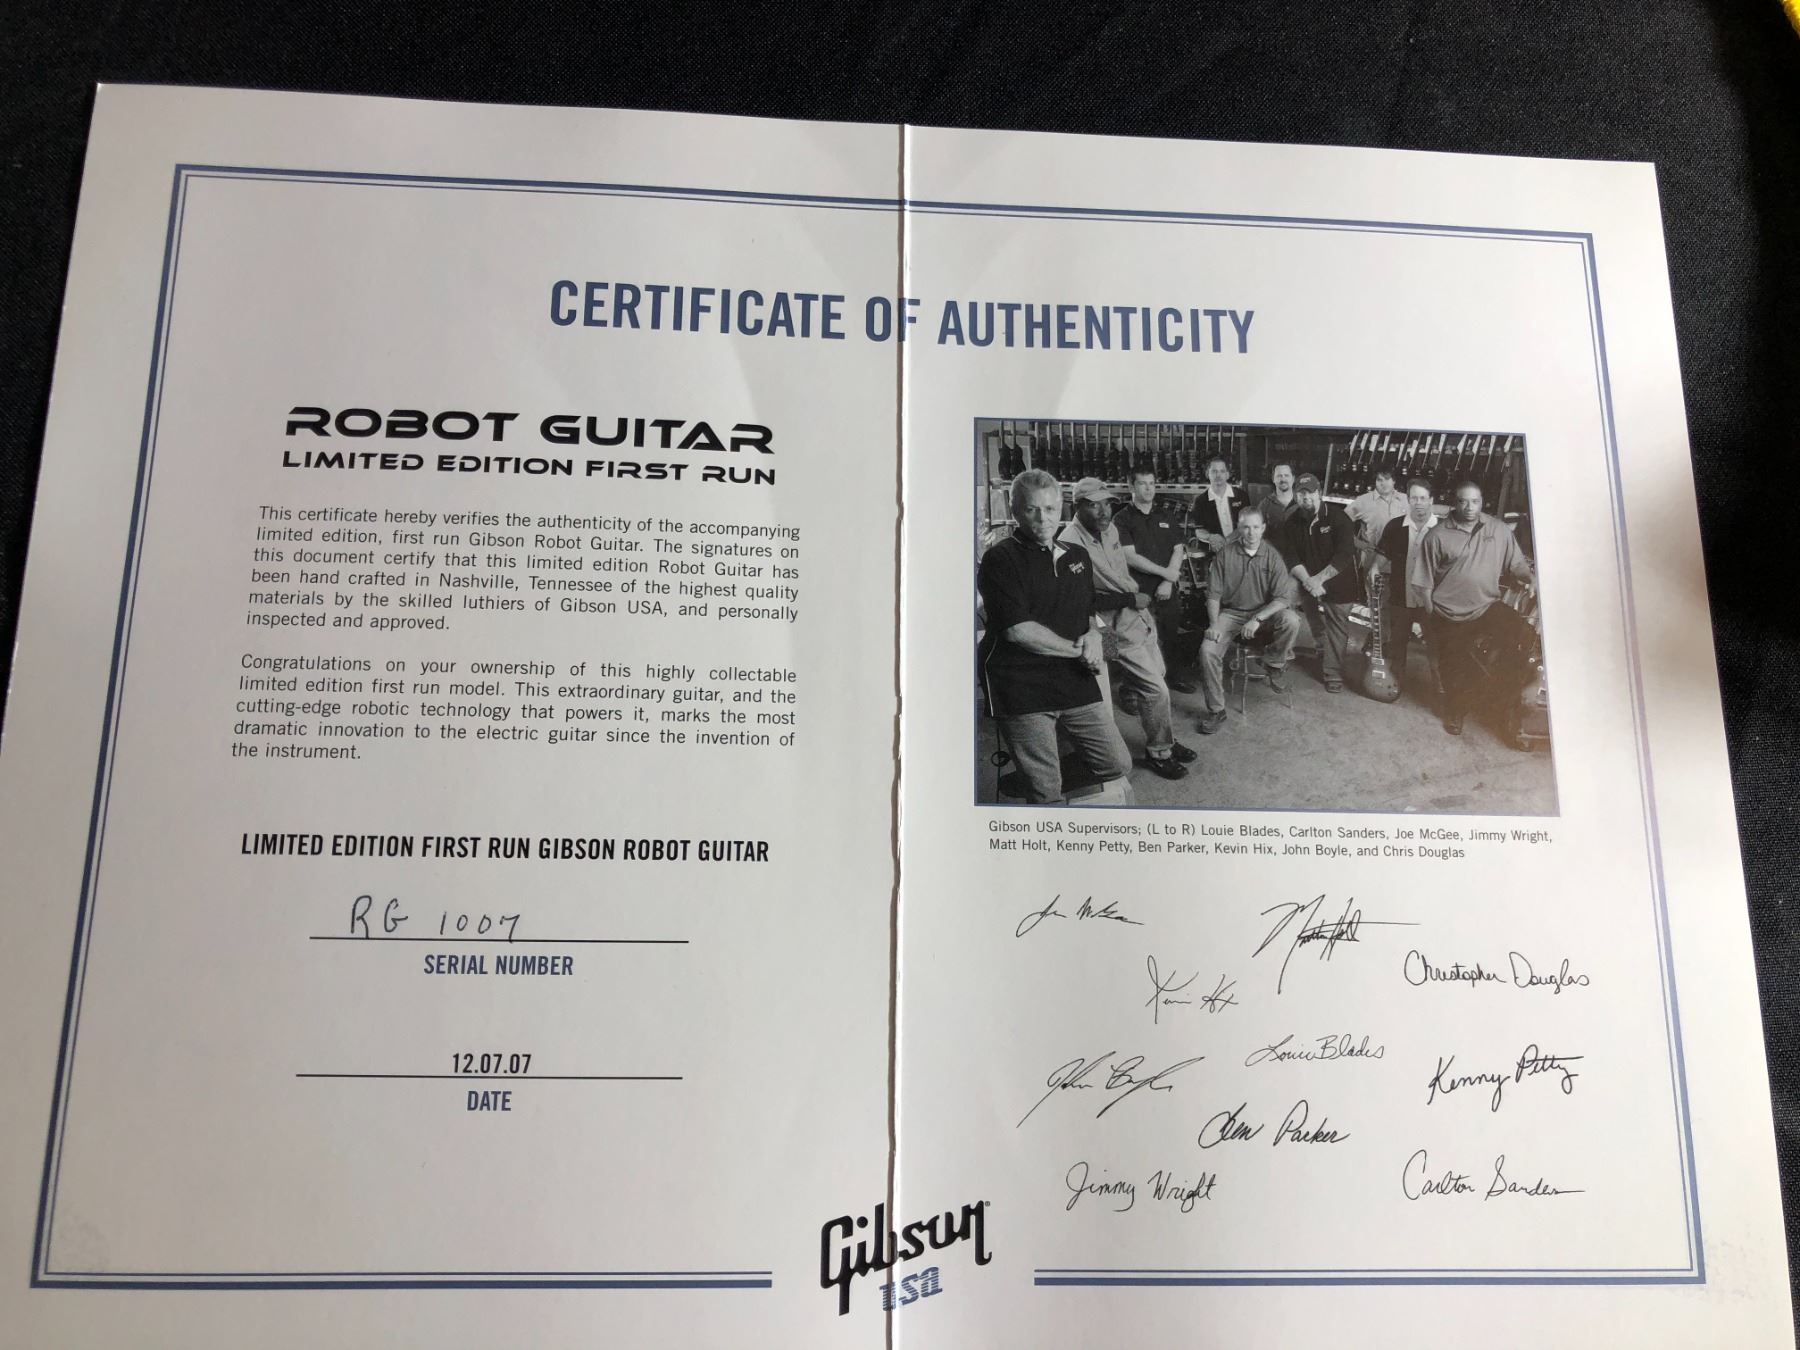 CERTIFICATE OF AUTHENTICITY
ROBOT GUITAR
LIMITED EDITION FIRST RUN
This certificate hereby verifies the authenticity of the accompanying
limited edition, first run Gibson Robot Guitar. The signatures on
this document certify that this limited edition Robot Guitar has
been hand crafted in Nashville, Tennessee of the highest quality
materials by the skilled luthiers of Gibson USA, and personally
inspected and approved.
Congratulations on your ownership of this highly collectable
limited edition first run model. This extraordinary guitar, and the
cutting-edge robotic technology that powers it, marks the most
dramatic innovation to the electric guitar since the invention of
the instrument.
LIMITED EDITION FIRST RUN GIBSON ROBOT GUITAR
RG 1007
SERIAL NUMBER
12.07.07
DATE
Gibson USA Supervisors; (L to R) Louie Blades, Carlton Sanders, Joe McGee, Jimmy Wright,
Matt Holt, Kenny Petty, Ben Parker, Kevin Hix, John Boyle, and Chris Douglas
Joe McGee
Matt Holt
Christopher Douglas
Kevin Hix
Louie Blades
John Boyle
Kenny Petty
Ben Parker
Jimmy Wright
Carlton Sanders
Gibson
USA